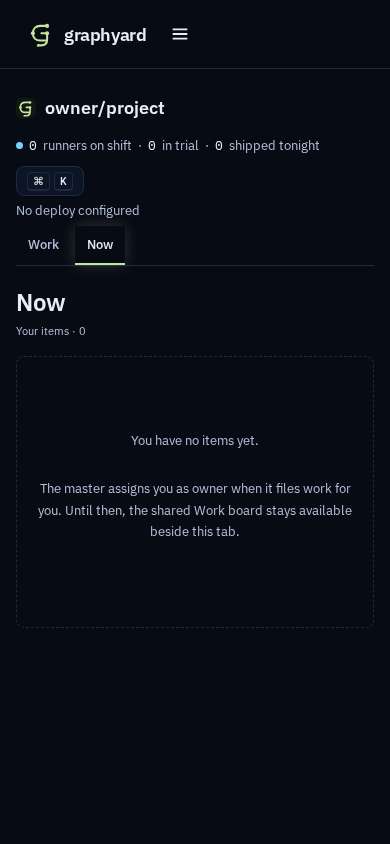 graphyard
owner/project
0 runners on shift · 0 in trial · 0 shipped tonight
⌘ K
No deploy configured
Work Now
Now
Your items · 0
You have no items yet.
The master assigns you as owner when it files work for
you. Until then, the shared Work board stays available
beside this tab.